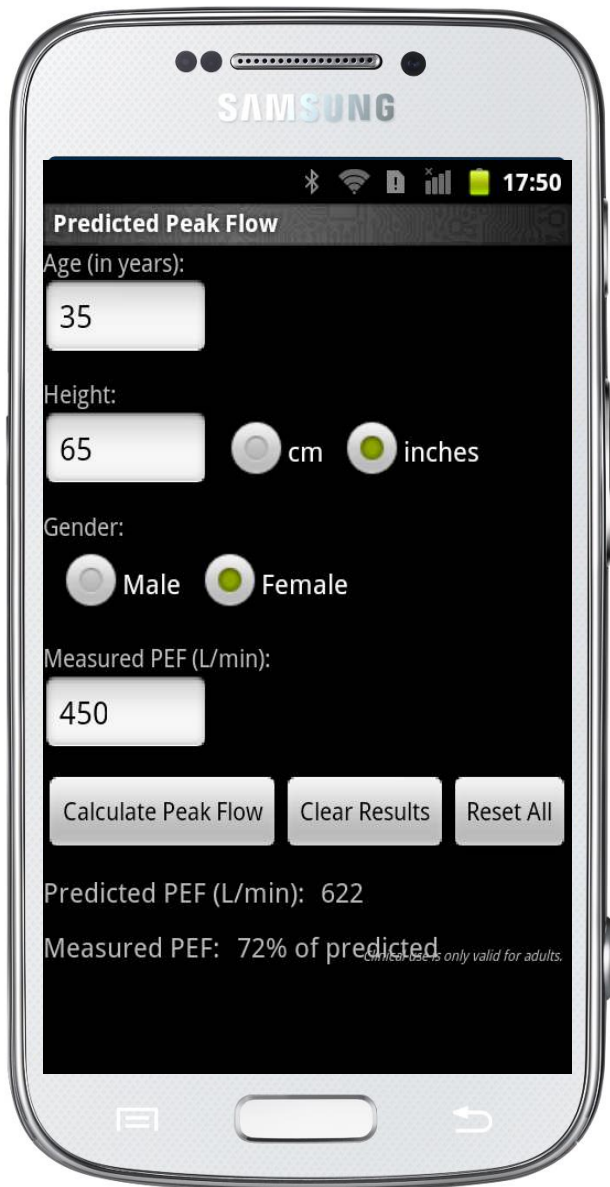 SAMSUNG
17:50
Predicted Peak Flow
Age (in years):
35
Height:
65 cm inches
Gender:
Male Female
Measured PEF (L/min):
450
Calculate Peak Flow Clear Results Reset All
Predicted PEF (L/min): 622
Measured PEF: 72% of predicted
Clinical use is only valid for adults.